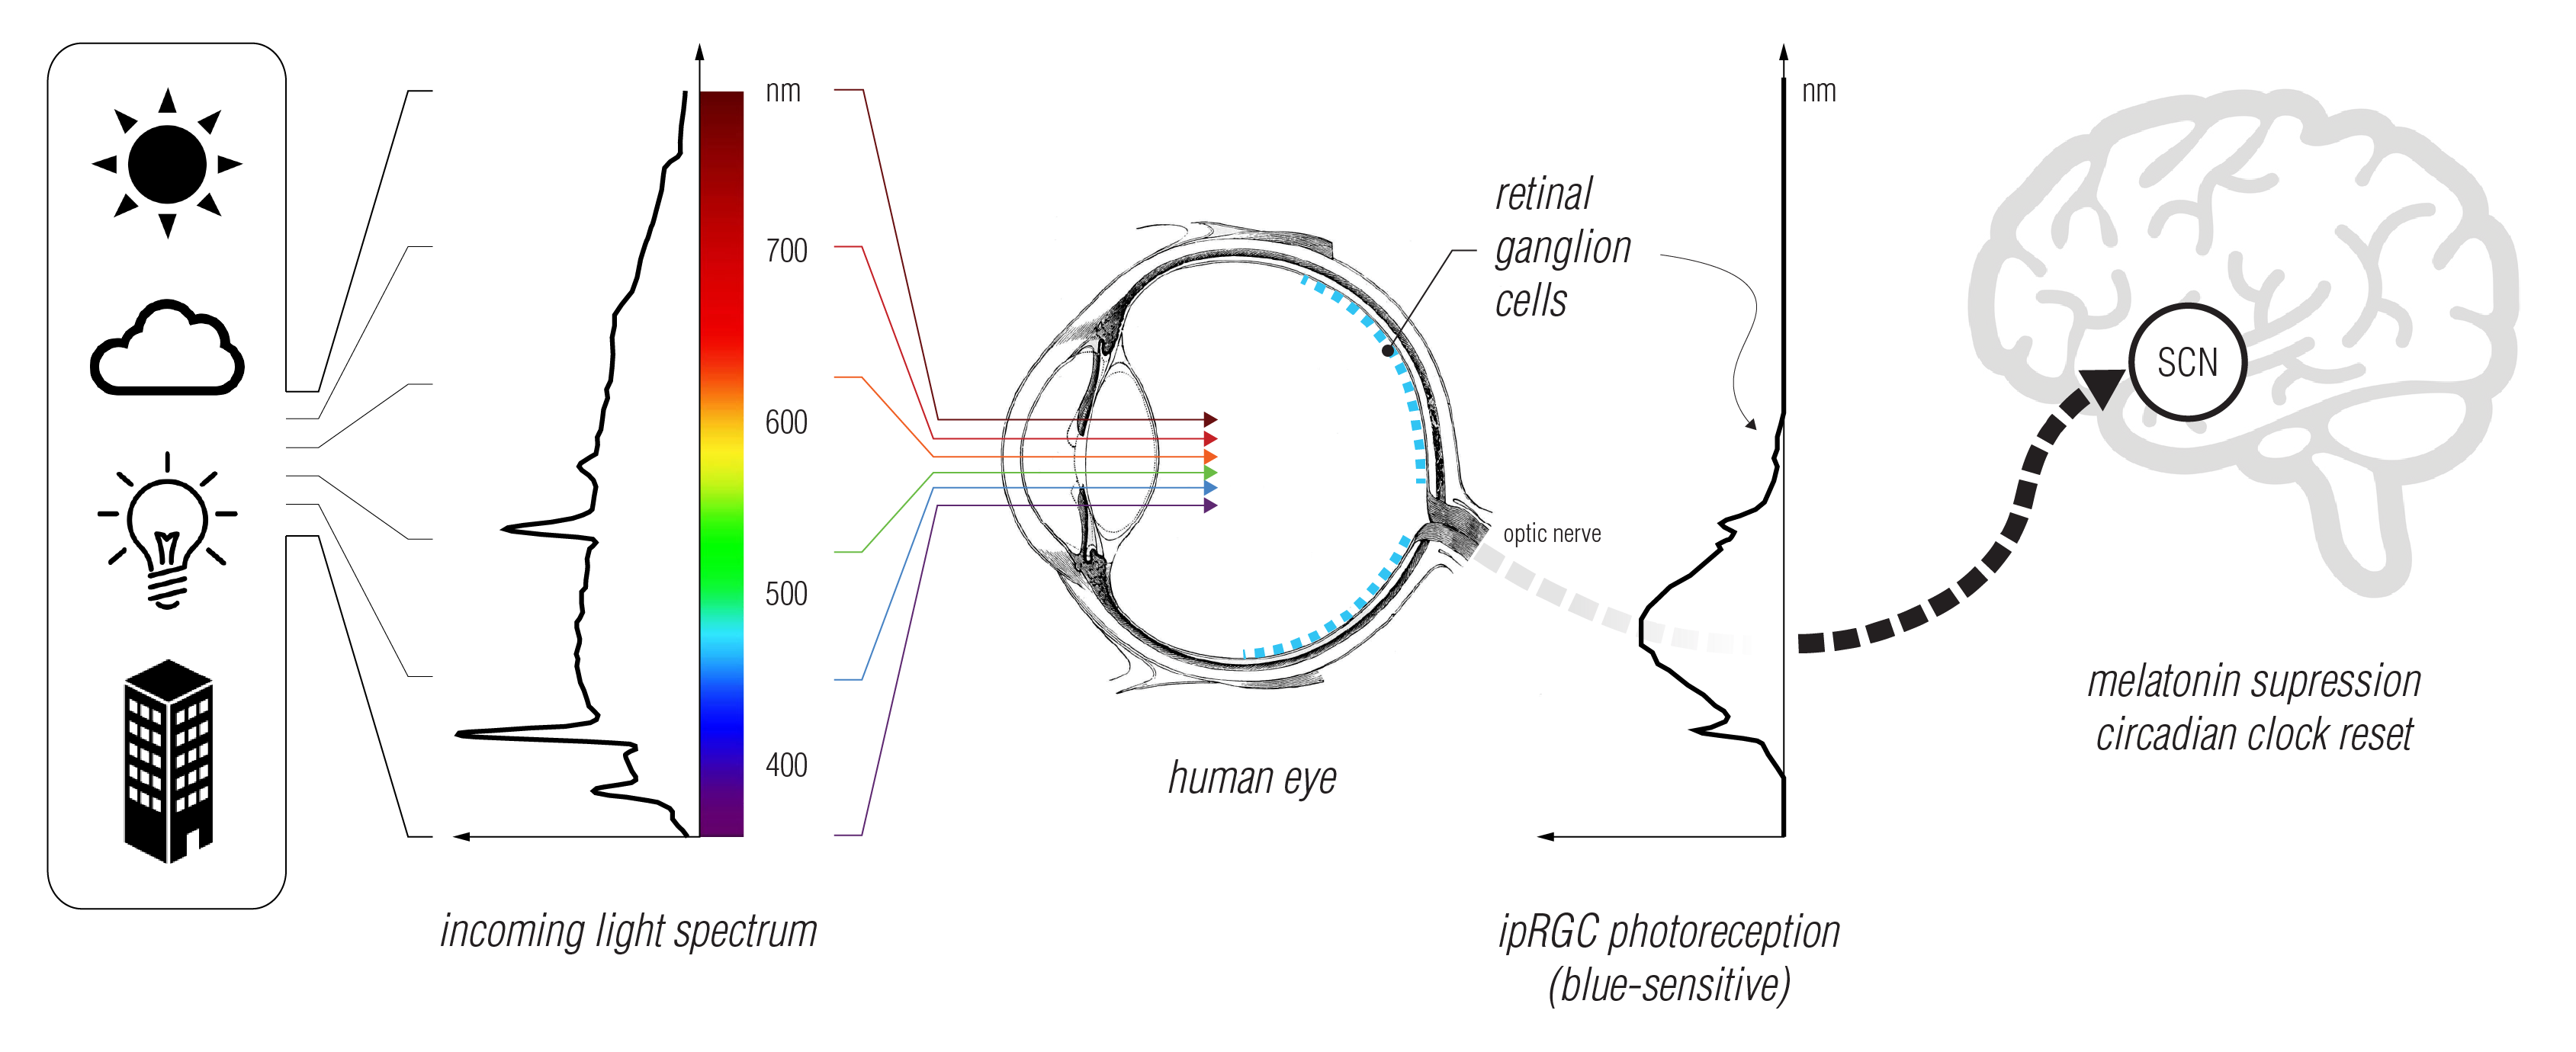 nm
700
600
500
400
incoming light spectrum
retinal
ganglion
cells
optic nerve
human eye
nm
ipRGC photoreception
(blue-sensitive)
SCN
melatonin supression
circadian clock reset